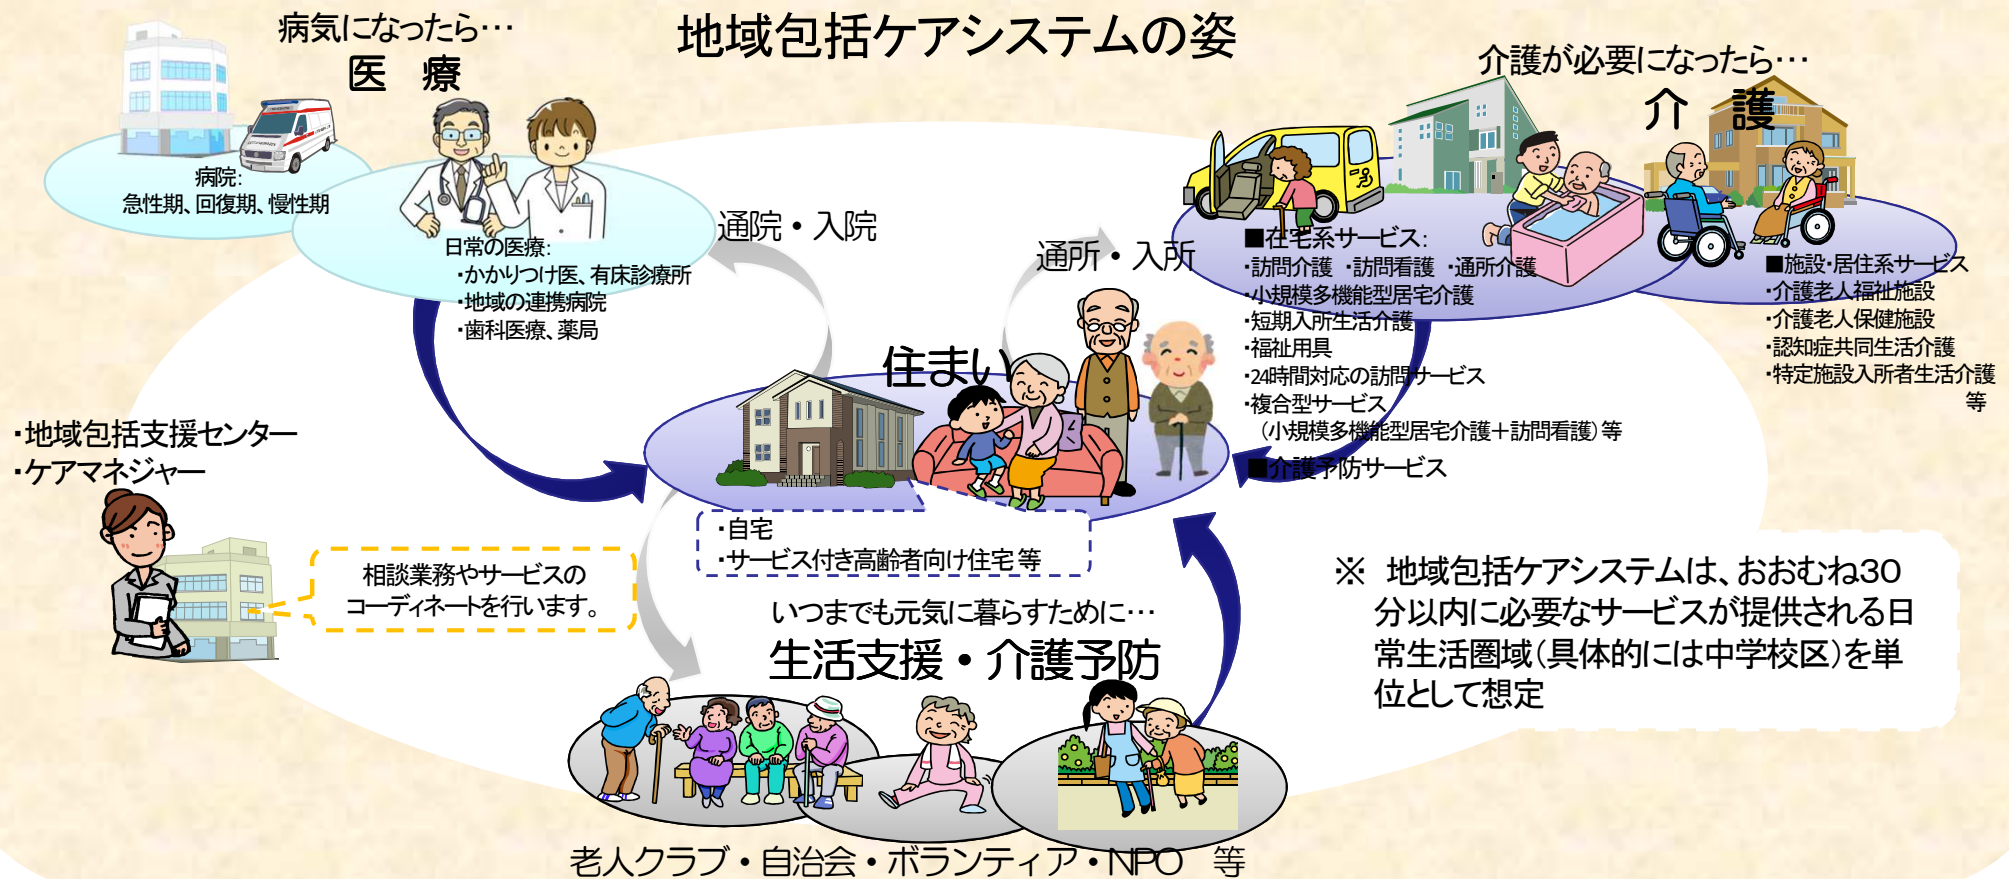 地域包括ケアシステムの姿
病気になったら…
医 療
病院：
急性期、回復期、慢性期
日常の医療：
・かかりつけ医、有床診療所
・地域の連携病院
・歯科医療、薬局
通院・入院
通所・入所
介護が必要になったら…
介 護
■在宅系サービス：
・訪問介護 ・訪問看護 ・通所介護
・小規模多機能型居宅介護
・短期入所生活介護
・福祉用具
・24時間対応の訪問サービス
・複合型サービス
（小規模多機能型居宅介護＋訪問看護）等
■介護予防サービス
■施設・居住系サービス
・介護老人福祉施設
・介護老人保健施設
・認知症共同生活介護
・特定施設入所者生活介護
等
住まい
・自宅
・サービス付き高齢者向け住宅 等
・地域包括支援センター
・ケアマネジャー
相談業務やサービスの
コーディネートを行います。
いつまでも元気に暮らすために…
生活支援・介護予防
老人クラブ・自治会・ボランティア・NPO 等
※ 地域包括ケアシステムは、おおむね30
分以内に必要なサービスが提供される日
常生活圏域（具体的には中学校区）を単
位として想定